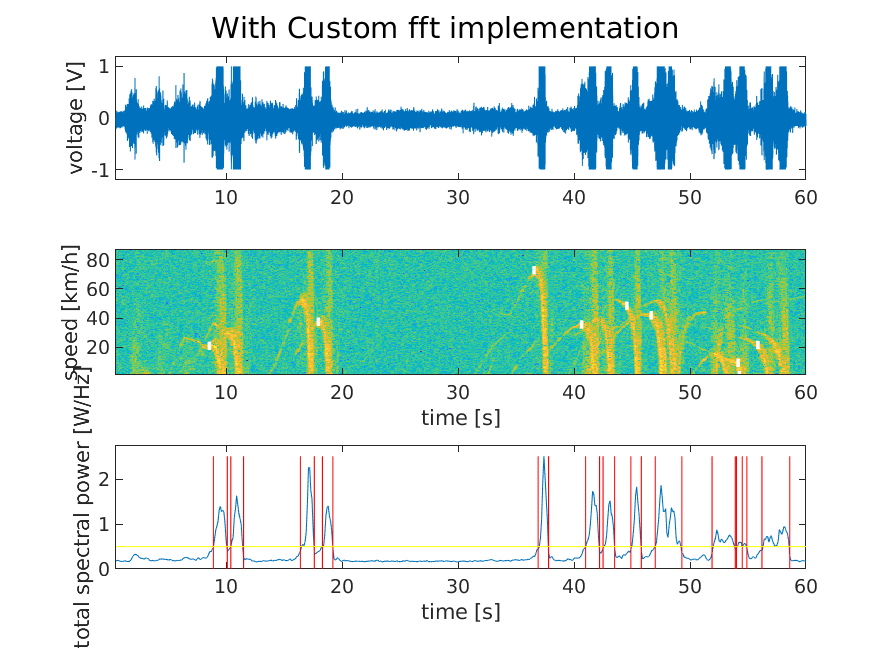 With Custom fft implementation
voltage [V]
1
0
-1
10 20 30 40 50 60
speed [km/h]
80
60
40
20
10 20 30 40 50 60
time [s]
total spectral power [W/Hz]
2
1
0
10 20 30 40 50 60
time [s]